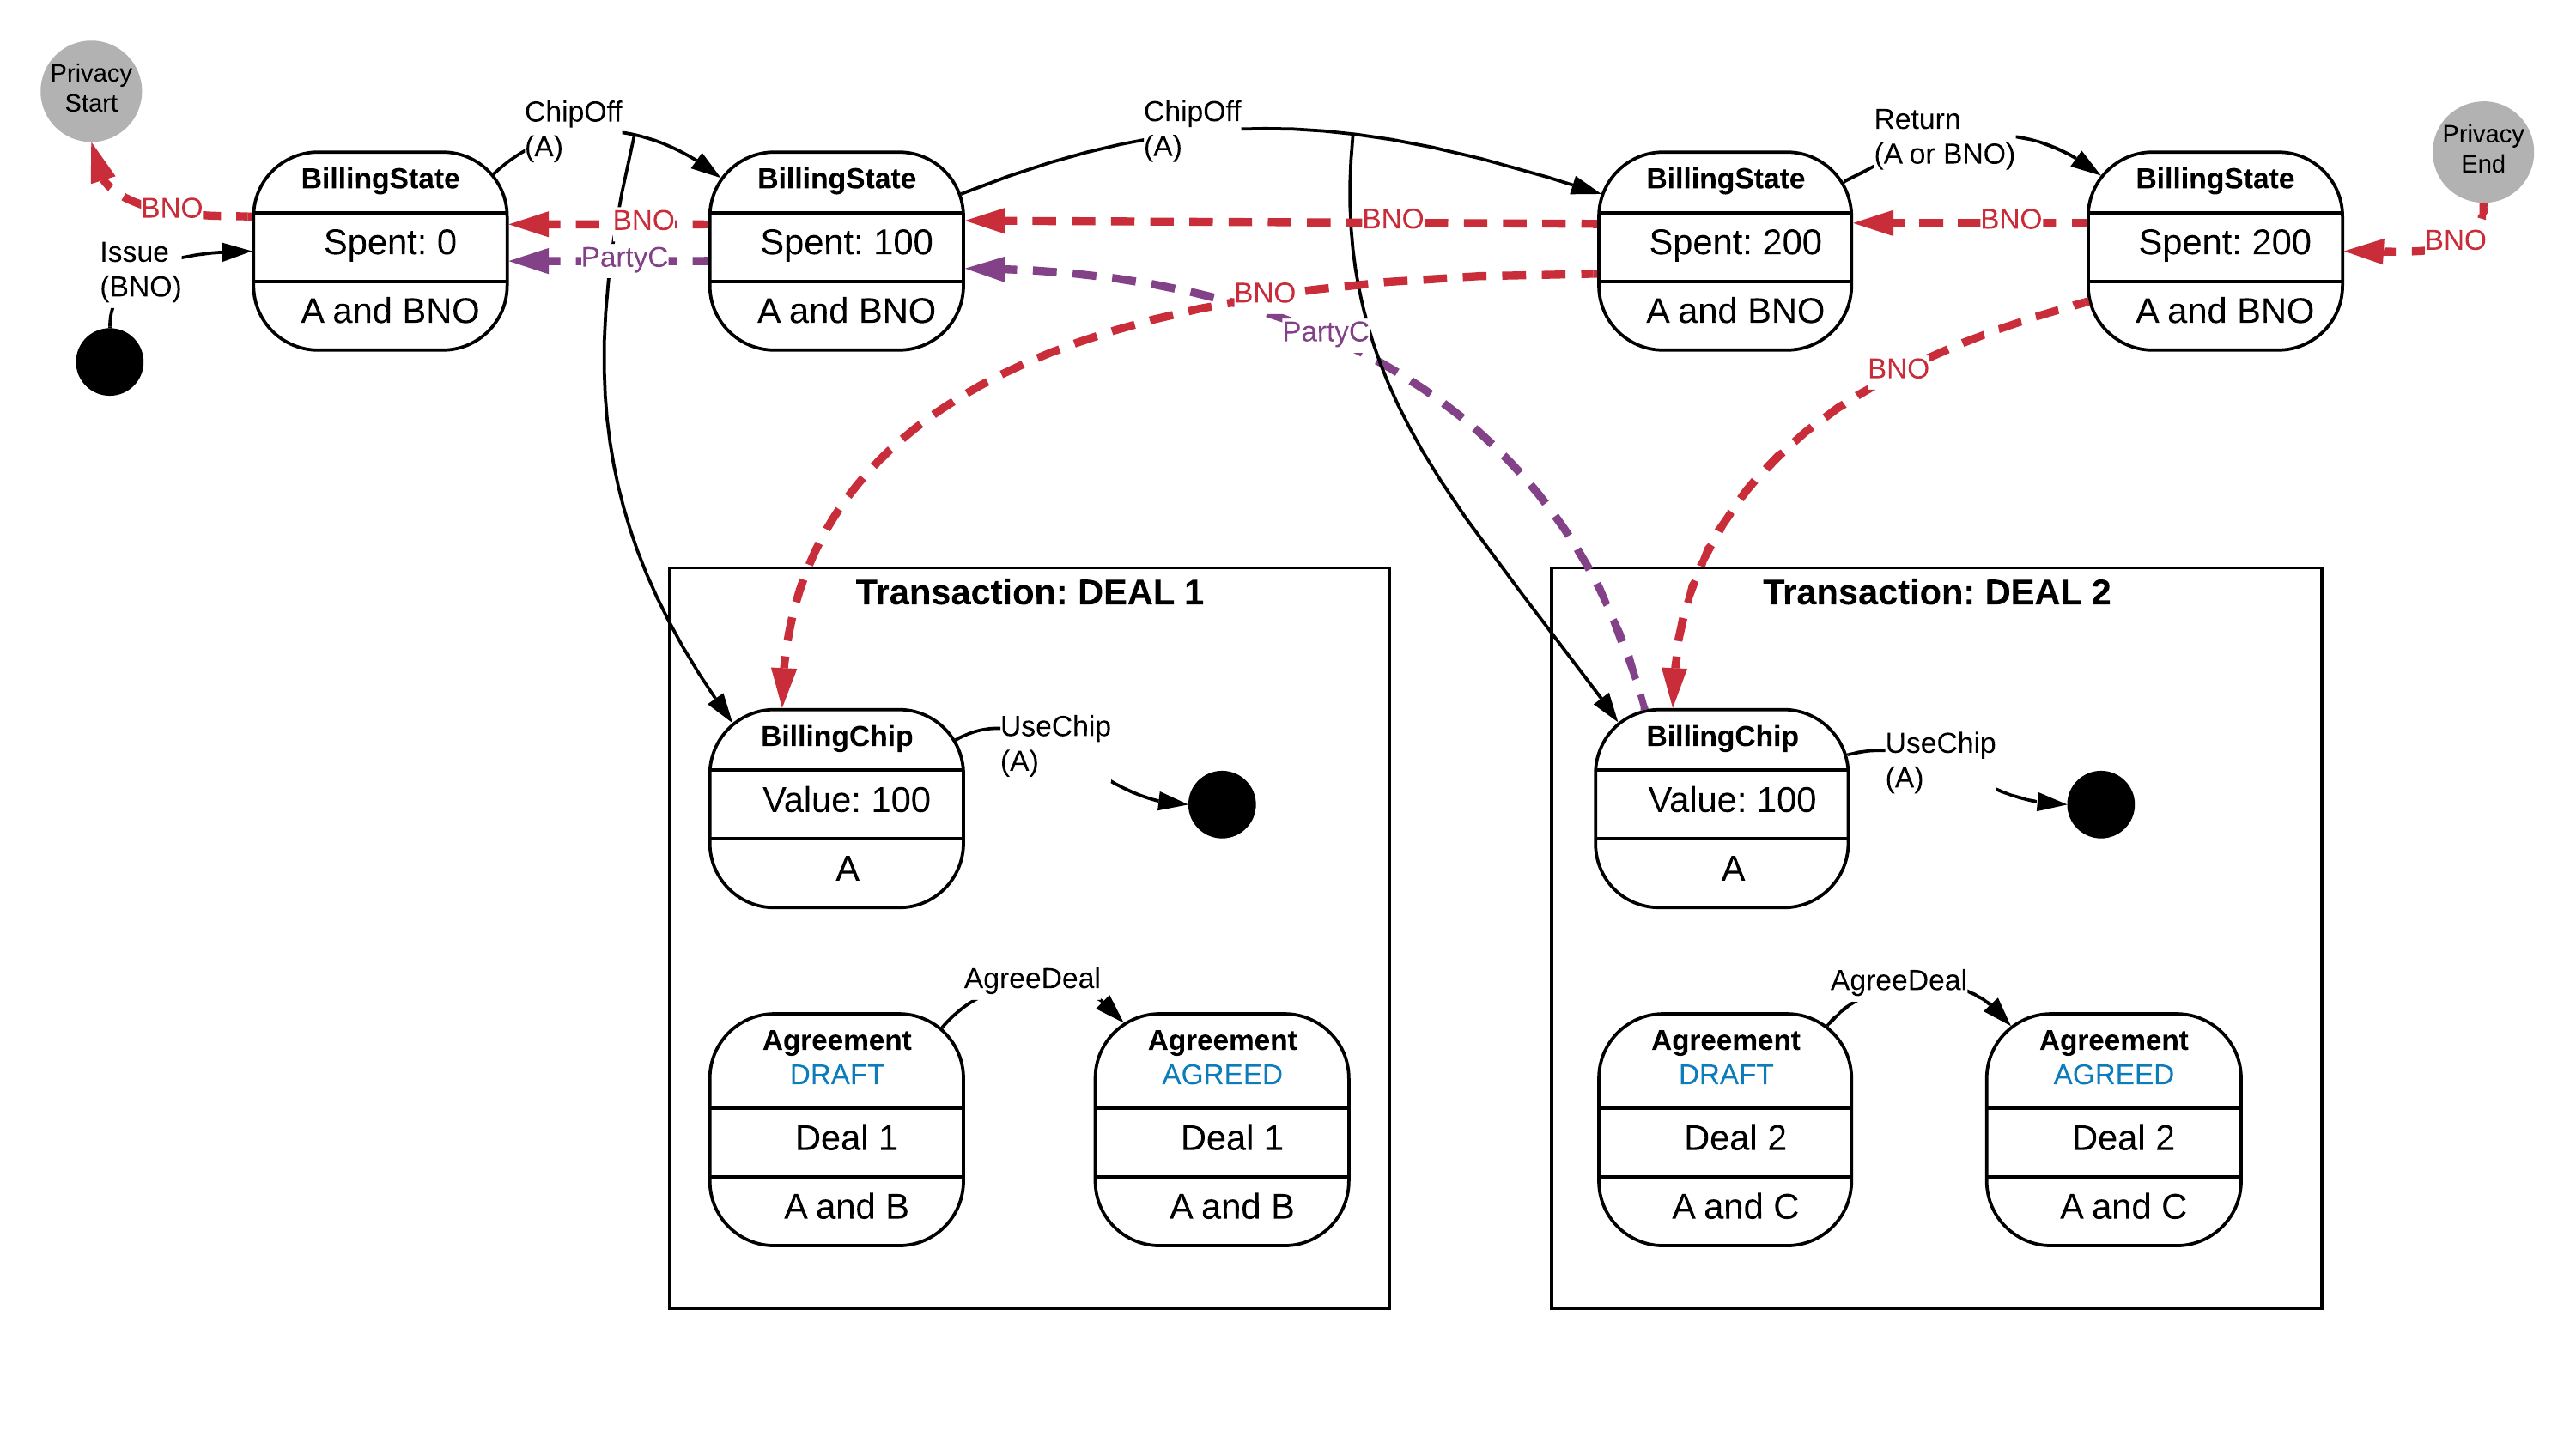 Privacy
Start
Issue
(BNO)
BNO
BillingState
Spent: 0
A and BNO
ChipOff
(A)
BNO
PartyC
BillingState
Spent: 100
A and BNO
ChipOff
(A)
BNO
BNO
PartyC
BillingState
Spent: 200
A and BNO
Return
(A or BNO)
BNO
BNO
BillingState
Spent: 200
A and BNO
Privacy
End
BNO
Transaction: DEAL 1
BillingChip
Value: 100
A
UseChip
(A)
AgreeDeal
Agreement
DRAFT
Deal 1
A and B
Agreement
AGREED
Deal 1
A and B
Transaction: DEAL 2
BillingChip
Value: 100
A
UseChip
(A)
AgreeDeal
Agreement
DRAFT
Deal 2
A and C
Agreement
AGREED
Deal 2
A and C